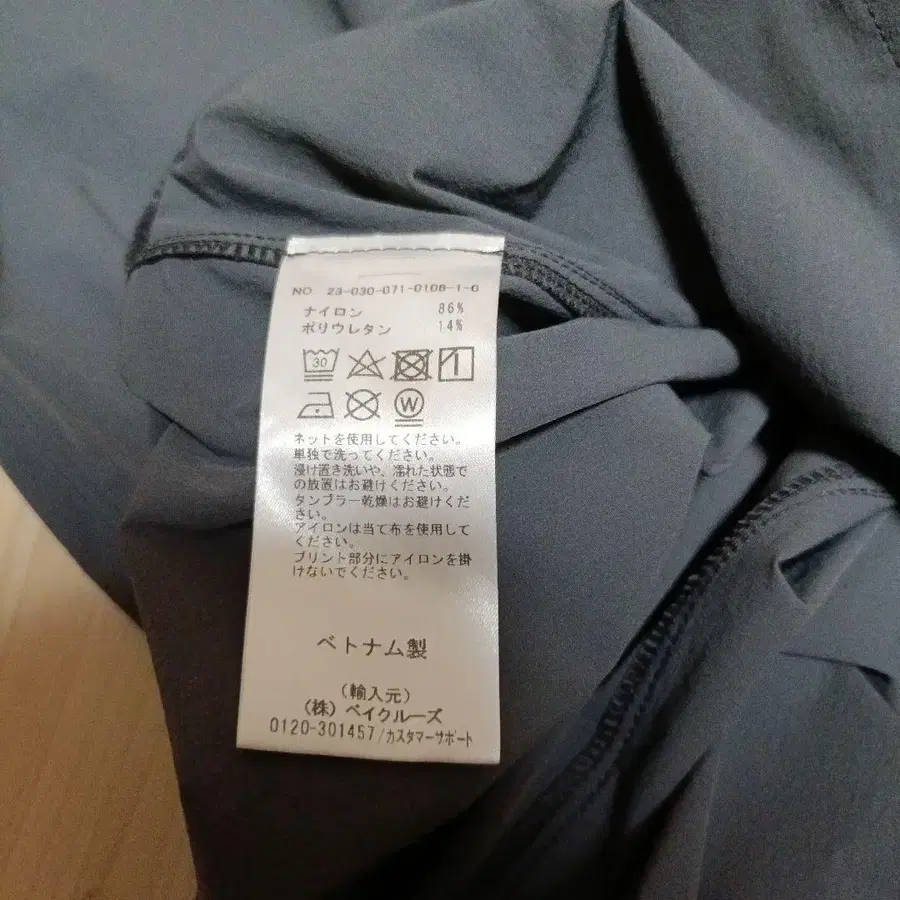 NO 23-030-071-0108-1-6
ナイロン 86%
ポリウレタン 14%
30
W
ネットを使用してください。
単独で洗ってください。
浸け置き洗いや、濡れた状態で
の放置はお避けください。
タンブラー乾燥はお避けくだ
さい。
アイロンは当て布を使用して
ください。
プリント部分にアイロンを掛
けないでください。
ベトナム製
(輸入元)
(株) ベイクルーズ
0120-301457/カスタマーサポート